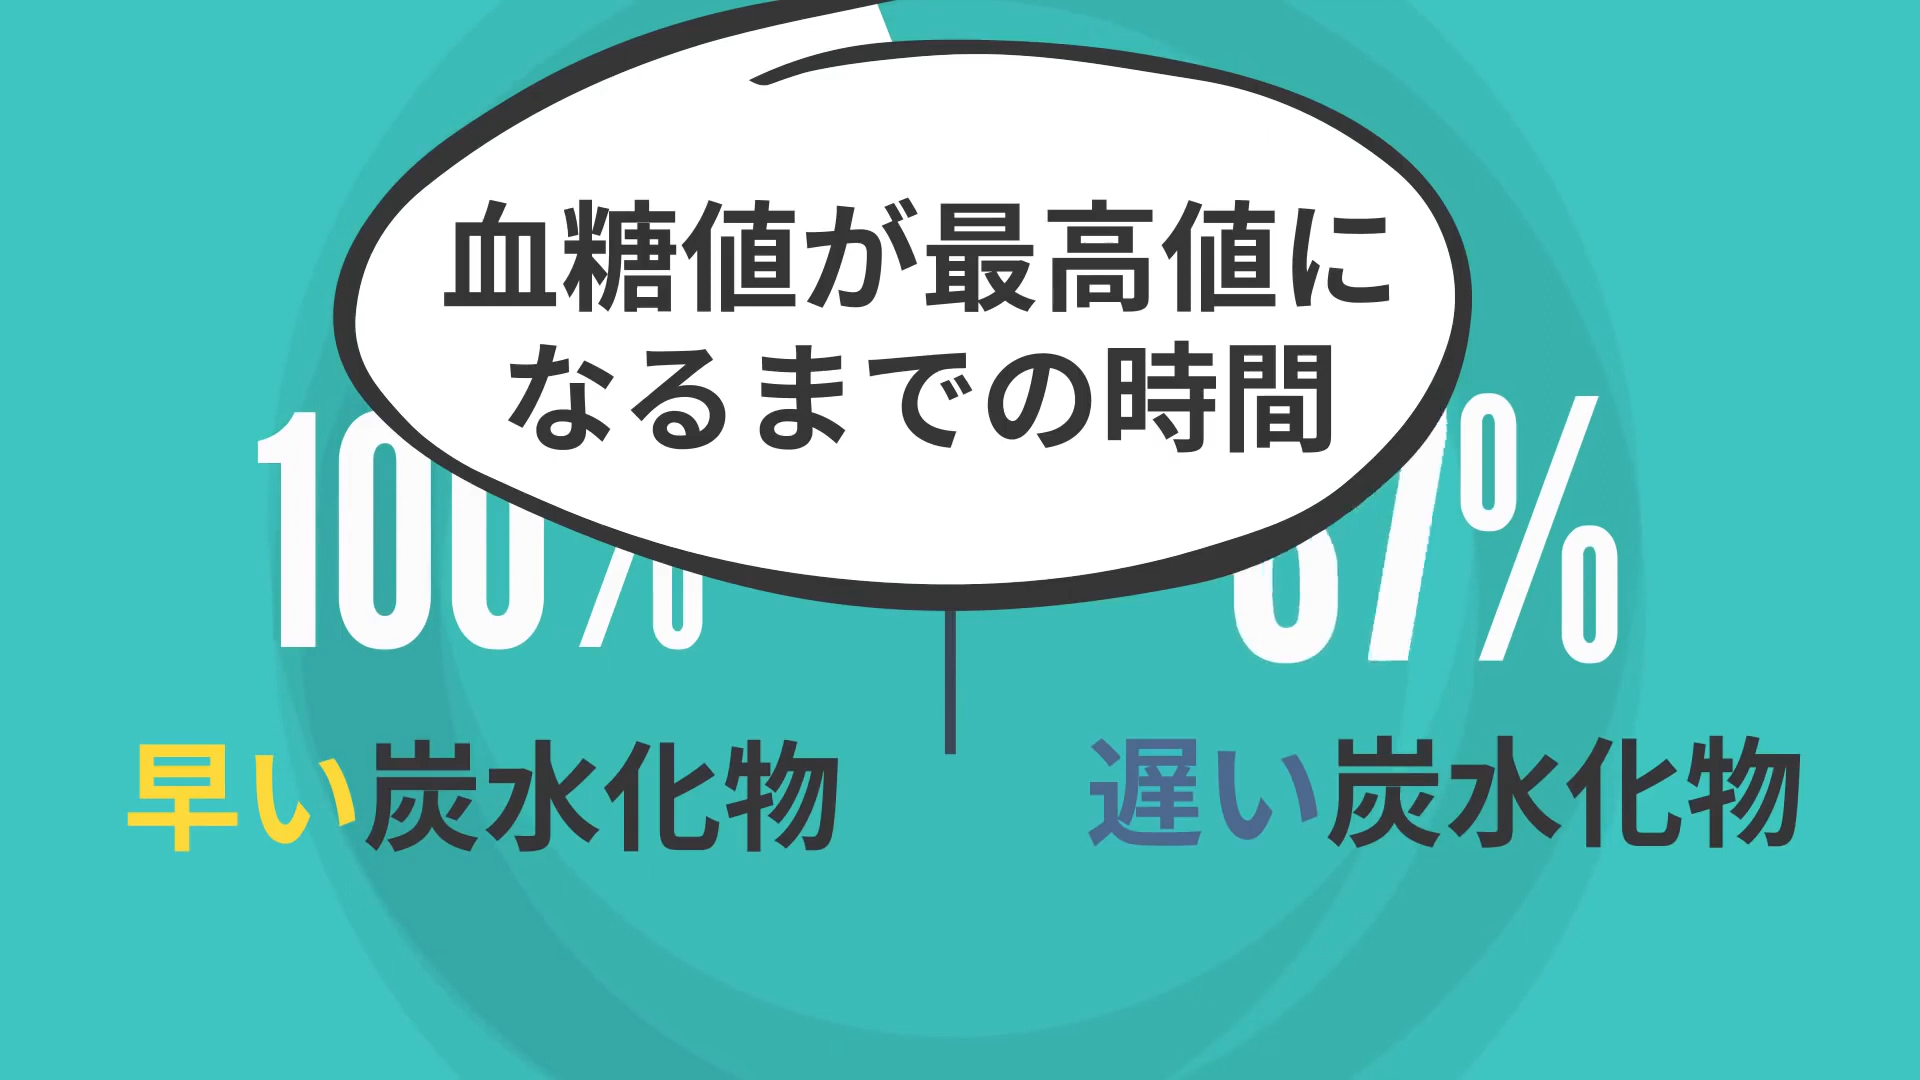 血糖値が最高値に
なるまでの時間
100%
早い炭水化物
遅い炭水化物